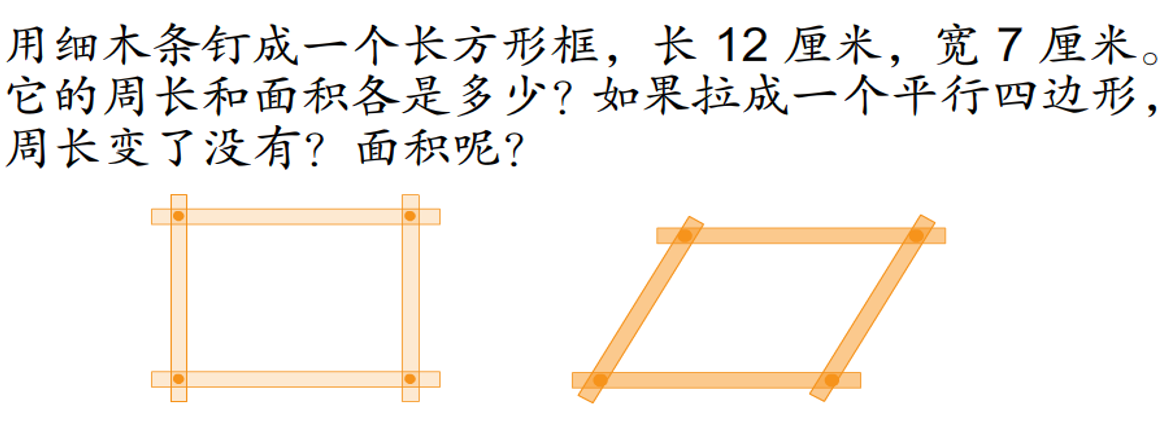 用细木条钉成一个长方形框，长 12 厘米，宽 7 厘米。
它的周长和面积各是多少？如果拉成一个平行四边形，
周长变了没有？面积呢？